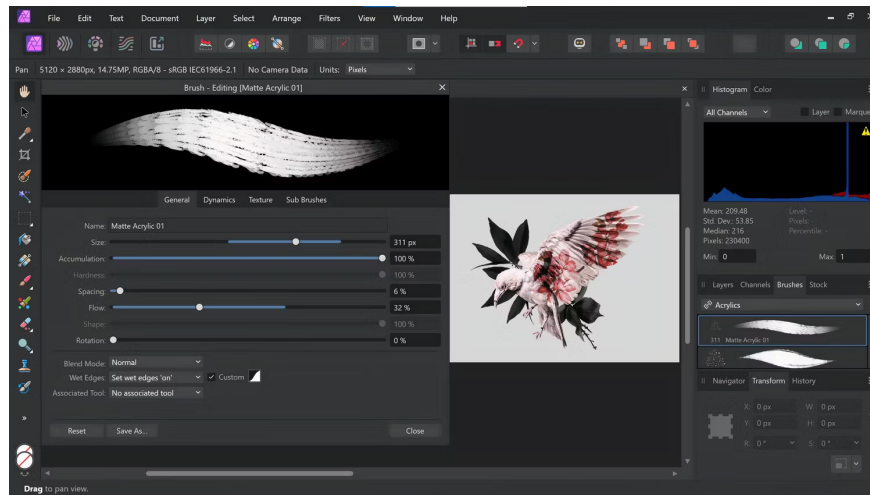 File Edit Text Document Layer Select Arrange Filters View Window Help
Pan 5120 × 2880px, 14.75MP, RGBA/8 - sRGB IEC61966-2.1 No Camera Data Units: Pixels
Brush - Editing [Matte Acrylic 01]
General Dynamics Texture Sub Brushes
Name: Matte Acrylic 01
Size: 311 px
Accumulation: 100 %
Hardness: 100 %
Spacing: 6 %
Flow: 32 %
Shape: 100 %
Rotation: 0 %
Blend Mode: Normal
Wet Edges: Set wet edges 'on' Custom
Associated Tool: No associated tool
Reset Save As... Close
Histogram Color
All Channels Layer Marque
Mean: 209.48 Level: -
Std. Dev.: 53.85 Pixels: -
Median: 216 Percentile: -
Pixels: 230400
Min: 0 Max: 1
Layers Channels Brushes Stock
Acrylics
311 Matte Acrylic 01
Navigator Transform History
X: 0 px W: 0 px
Y: 0 px H: 0 px
R: 0 ° S: 0 °
Drag to pan view.